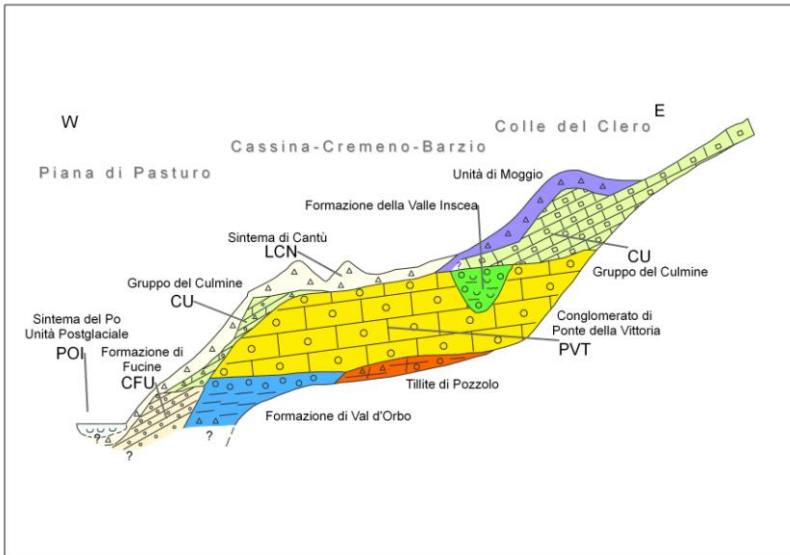 W
E
Colle del Clero
Cassina-Cremeno-Barzio
Piana di Pasturo
Unità di Moggio
Formazione della Valle Inscea
Sintema di Cantù
LCN
CU
Gruppo del Culmine
Gruppo del Culmine
CU
Sintema del Po
Unità Postglaciale
POI
Formazione di
Fucine
CFU
Conglomerato di
Ponte della Vittoria
PVT
Tillite di Pozzolo
Formazione di Val d'Orbo
?
?
?
?